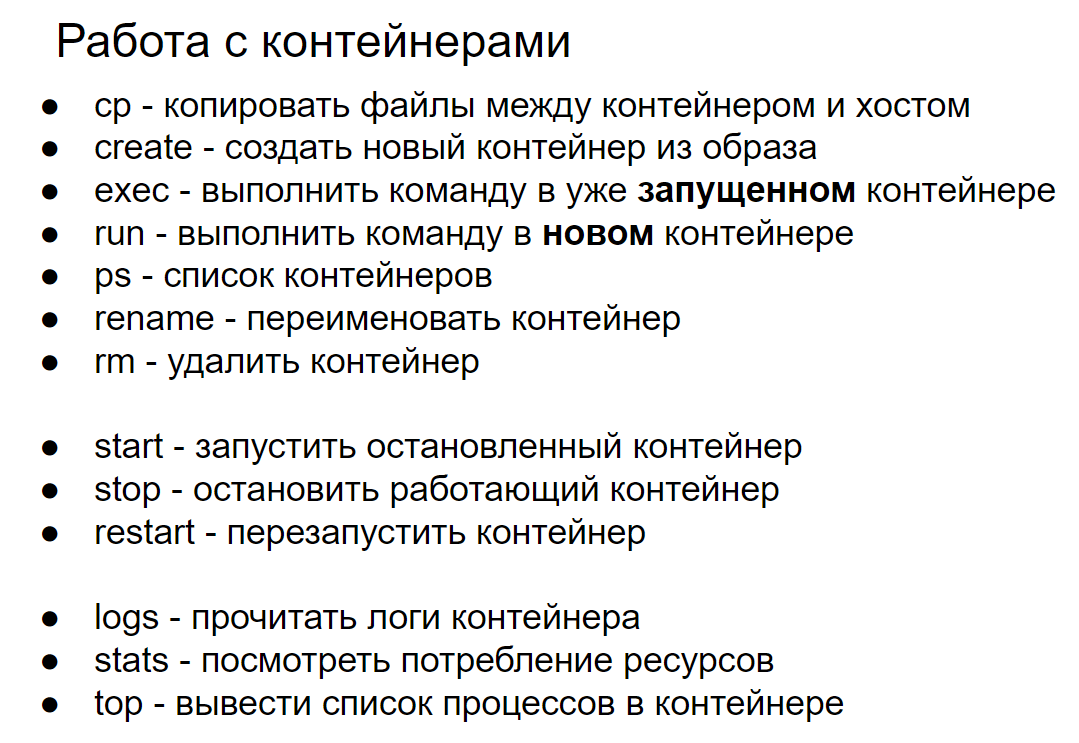 Работа с контейнерами
● cp - копировать файлы между контейнером и хостом
● create - создать новый контейнер из образа
● exec - выполнить команду в уже запущенном контейнере
● run - выполнить команду в новом контейнере
● ps - список контейнеров
● rename - переименовать контейнер
● rm - удалить контейнер
● start - запустить остановленный контейнер
● stop - остановить работающий контейнер
● restart - перезапустить контейнер
● logs - прочитать логи контейнера
● stats - посмотреть потребление ресурсов
● top - вывести список процессов в контейнере